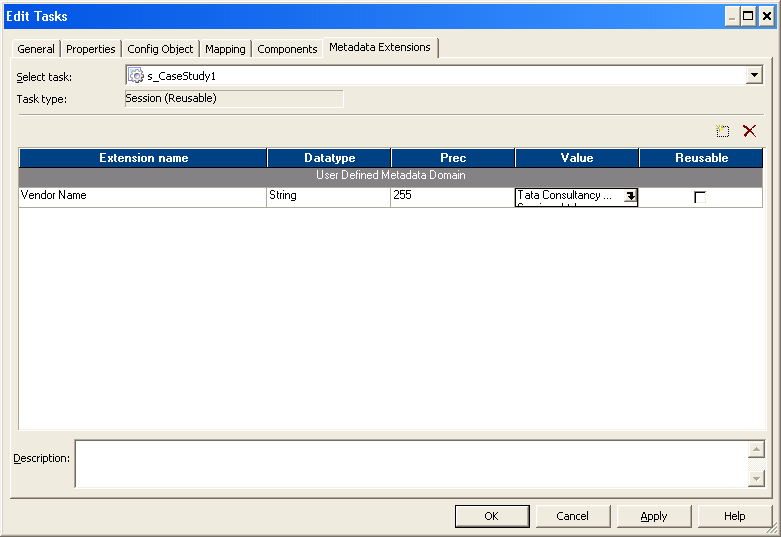 Edit Tasks
General Properties Config Object Mapping Components Metadata Extensions
Select task: s_CaseStudy1
Task type: Session (Reusable)
Extension name Datatype Prec Value Reusable
User Defined Metadata Domain
Vendor Name String 255 Tata Consultancy ...
Description:
OK Cancel Apply Help